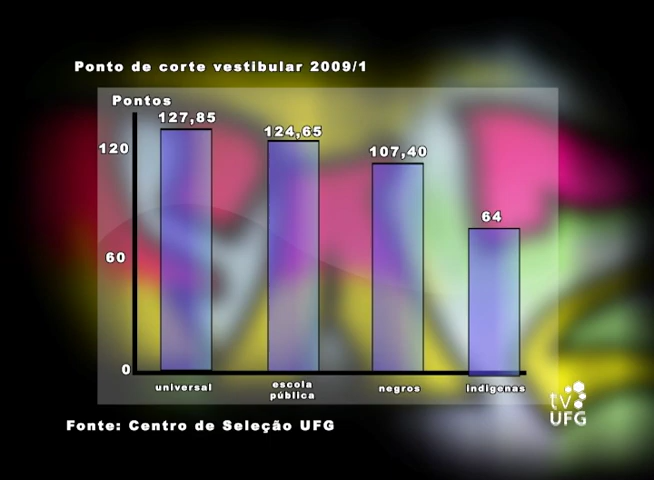 Ponto de corte vestibular 2009/1
Pontos
127,85
124,65
107,40
64
120
60
0
universal
escola
pública
negros
indígenas
tv
UFG
Fonte: Centro de Seleção UFG